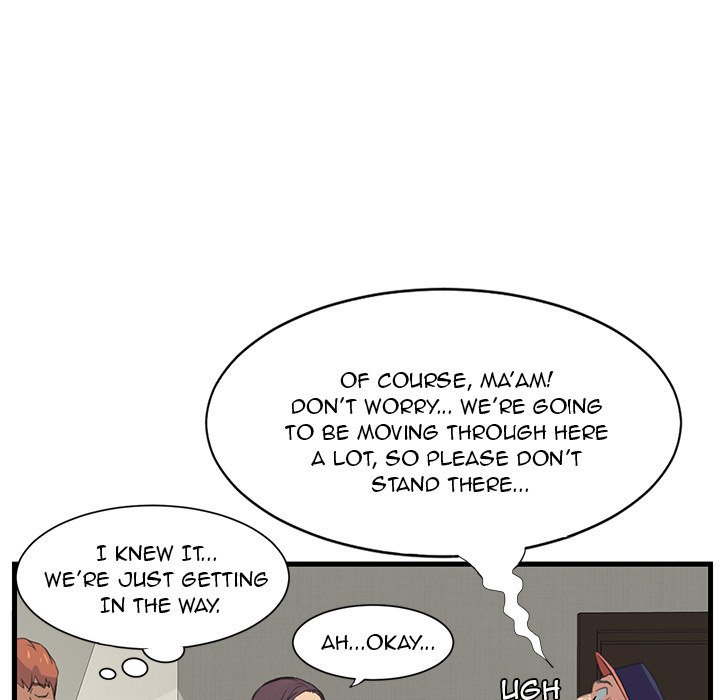 OF COURSE, MA'AM!
DON'T WORRY... WE'RE GOING
TO BE MOVING THROUGH HERE
A LOT, SO PLEASE DON'T
STAND THERE...
I KNEW IT...
WE'RE JUST GETTING
IN THE WAY.
AH...OKAY...
UGH